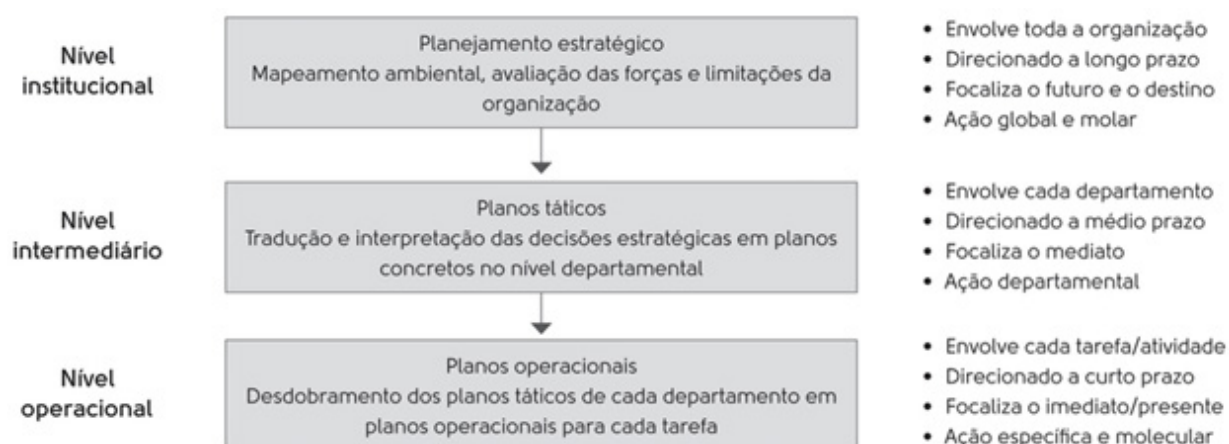 Nível
institucional
Planejamento estratégico
Mapeamento ambiental, avaliação das forças e limitações da
organização
• Envolve toda a organização
• Direcionado a longo prazo
• Focaliza o futuro e o destino
• Ação global e molar
Nível
intermediário
Planos táticos
Tradução e interpretação das decisões estratégicas em planos
concretos no nível departamental
• Envolve cada departamento
• Direcionado a médio prazo
• Focaliza o mediato
• Ação departamental
Nível
operacional
Planos operacionais
Desdobramento dos planos táticos de cada departamento em
planos operacionais para cada tarefa
• Envolve cada tarefa/atividade
• Direcionado a curto prazo
• Focaliza o imediato/presente
• Ação específica e molecular